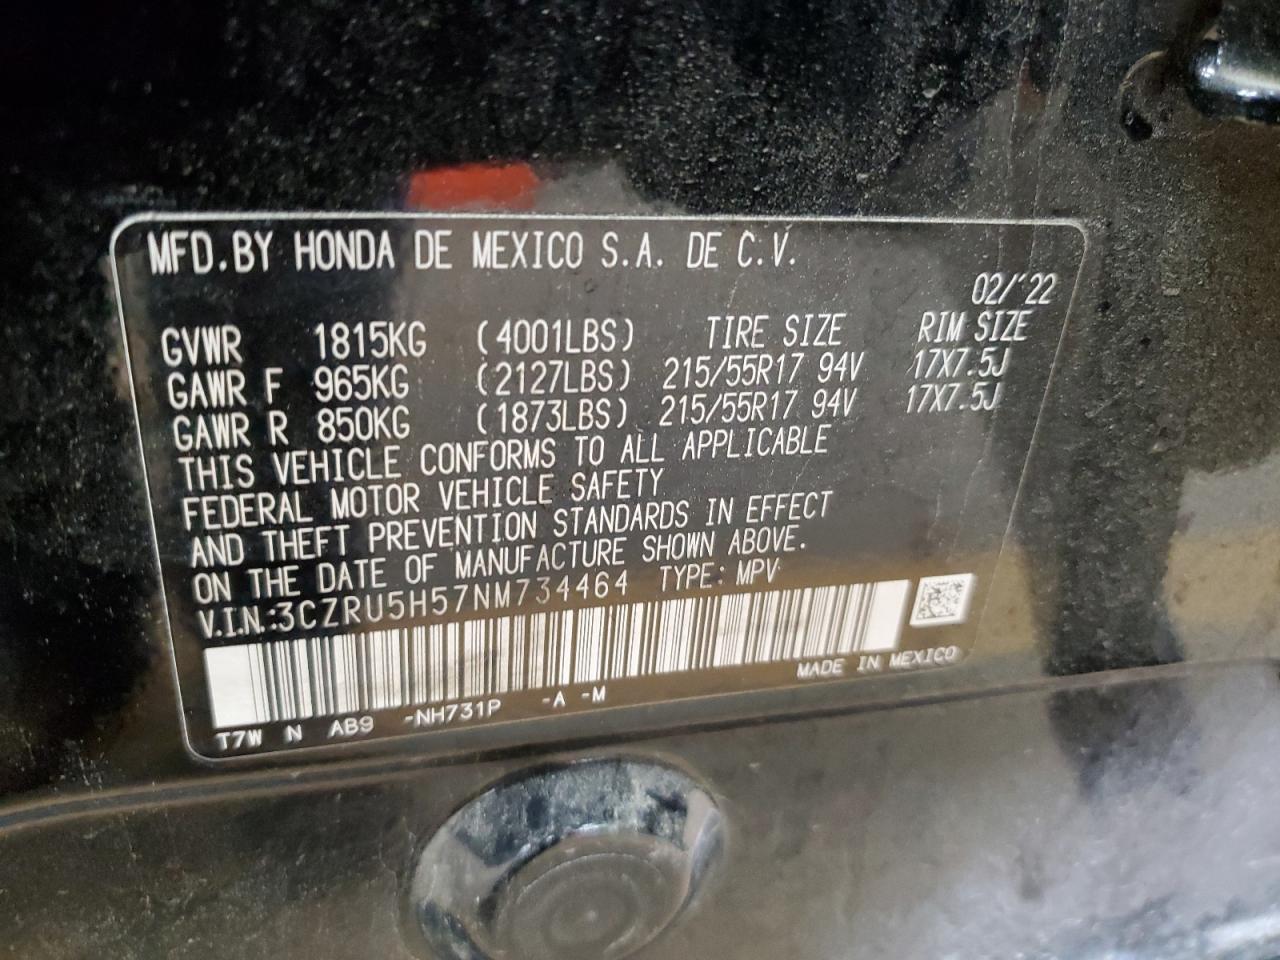 MFD. BY HONDA DE MEXICO S.A. DE C.V.
02/'22
GVWR 1815KG (4001LBS) TIRE SIZE RIM SIZE
GAWR F 965KG (2127LBS) 215/55R17 94V 17X7.5J
GAWR R 850KG (1873LBS) 215/55R17 94V 17X7.5J
THIS VEHICLE CONFORMS TO ALL APPLICABLE
FEDERAL MOTOR VEHICLE SAFETY
AND THEFT PREVENTION STANDARDS IN EFFECT
ON THE DATE OF MANUFACTURE SHOWN ABOVE.
V.I.N.:3CZRU5H57NM734464 TYPE: MPV
MADE IN MEXICO
T7W N AB9 -NH731P -A -M